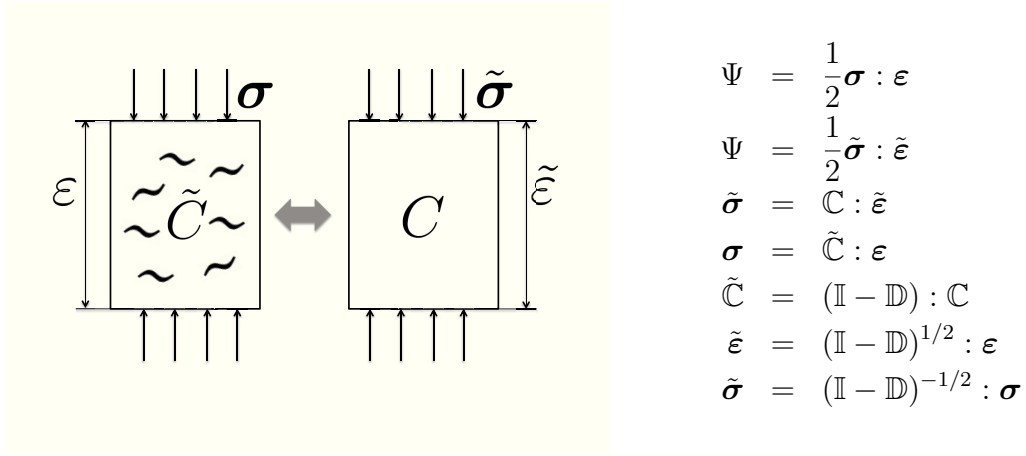 σ
σ̃
ε
C̃
C
ε̃
Ψ = 1/2 σ : ε
Ψ = 1/2 σ̃ : ε̃
σ̃ = ℂ : ε̃
σ = ℂ̃ : ε
ℂ̃ = (𝕀 − 𝔻) : ℂ
ε̃ = (𝕀 − 𝔻)^{1/2} : ε
σ̃ = (𝕀 − 𝔻)^{−1/2} : σ